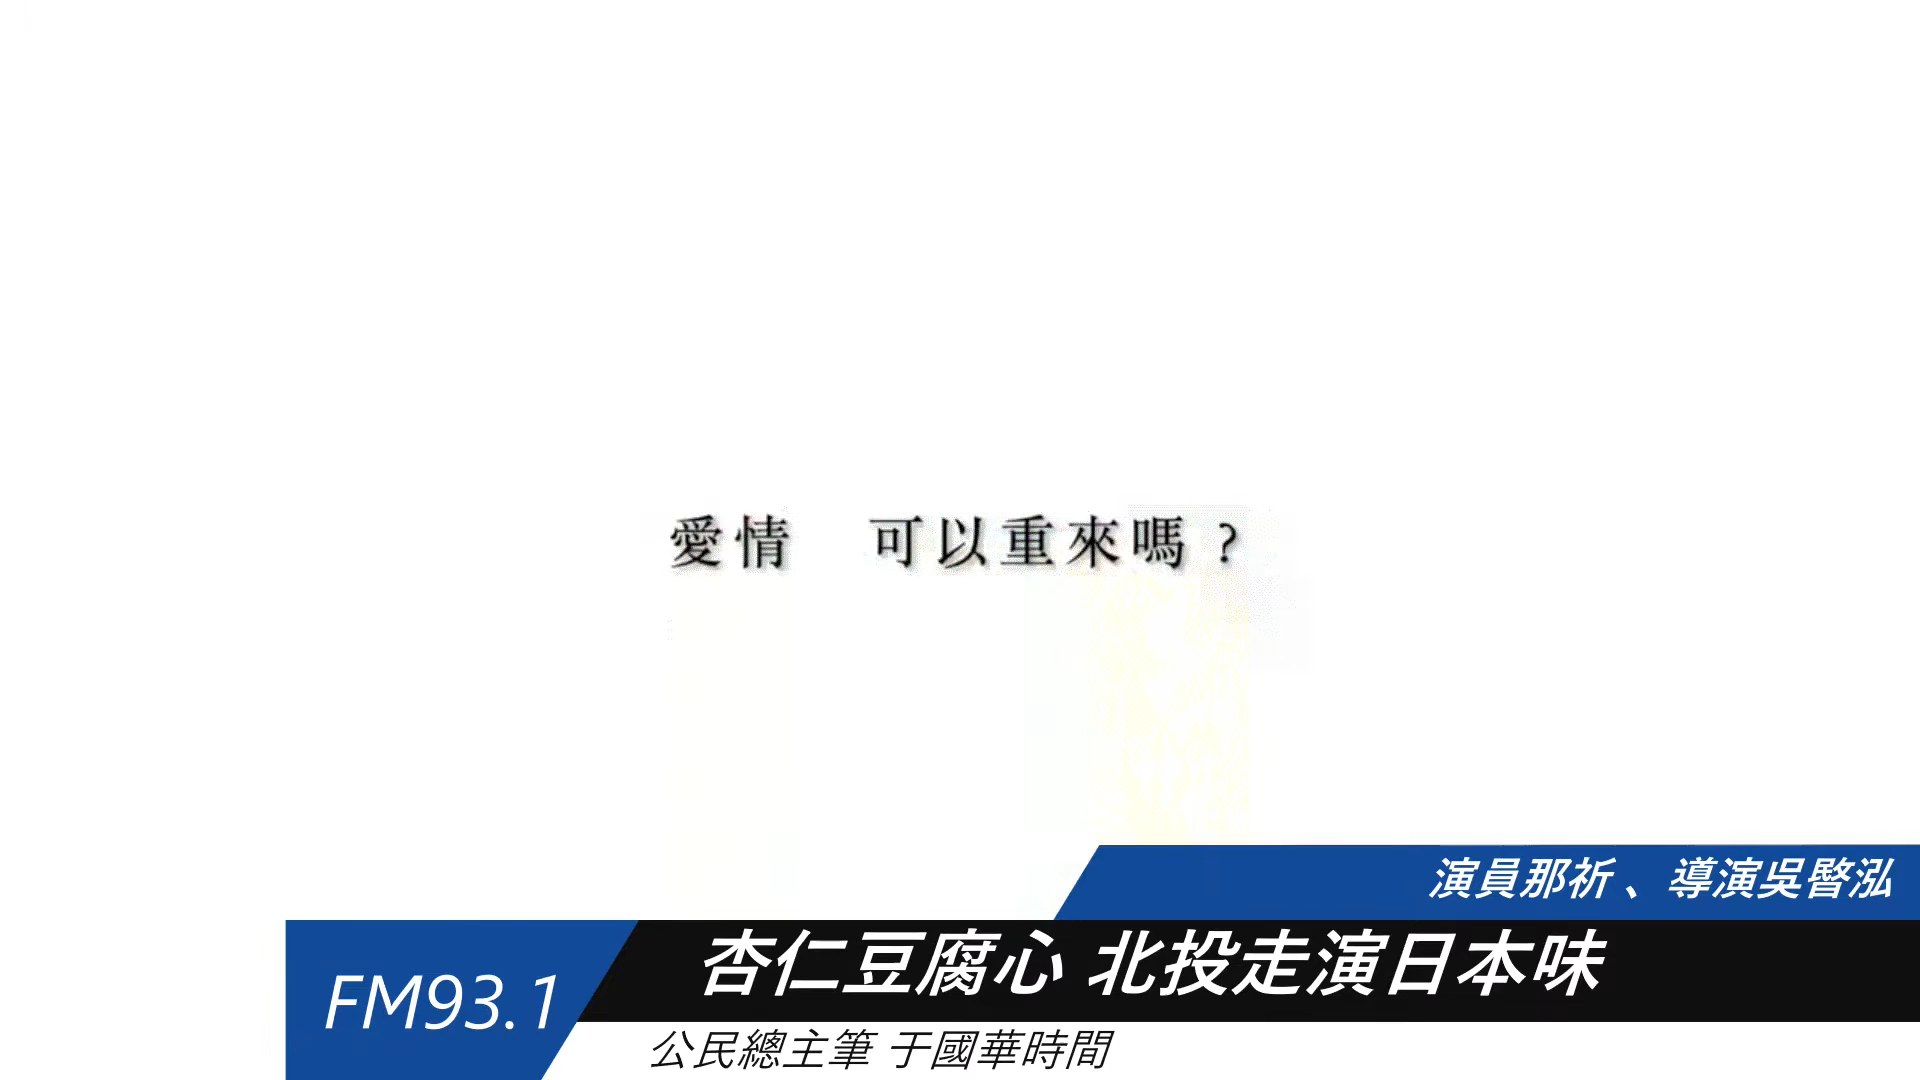 愛情　可以重來嗎？
演員那祈、導演吳暋泓
杏仁豆腐心 北投走演日本味
FM93.1
公民總主筆 于國華時間